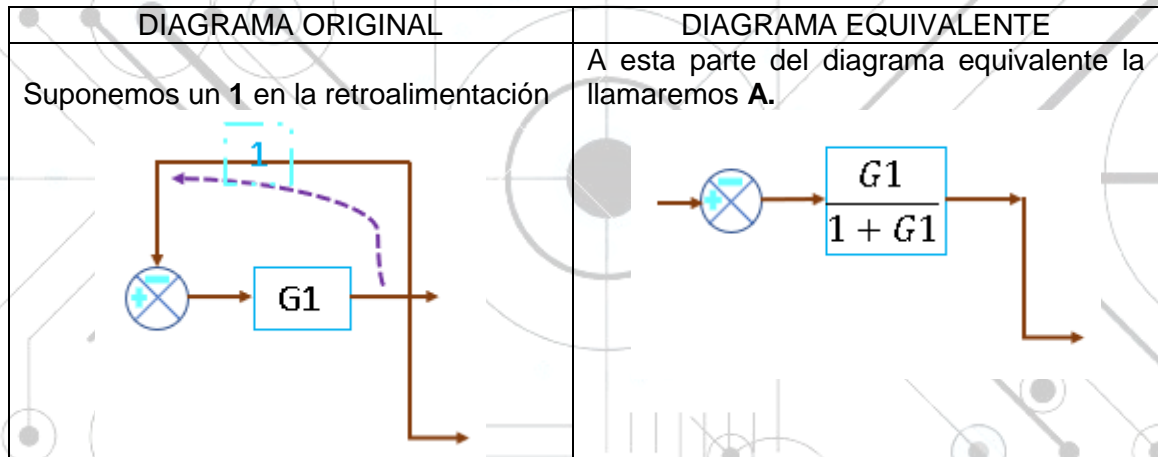 DIAGRAMA ORIGINAL
Suponemos un 1 en la retroalimentación
1
G1
DIAGRAMA EQUIVALENTE
A esta parte del diagrama equivalente la
llamaremos A.
G1
1 + G1